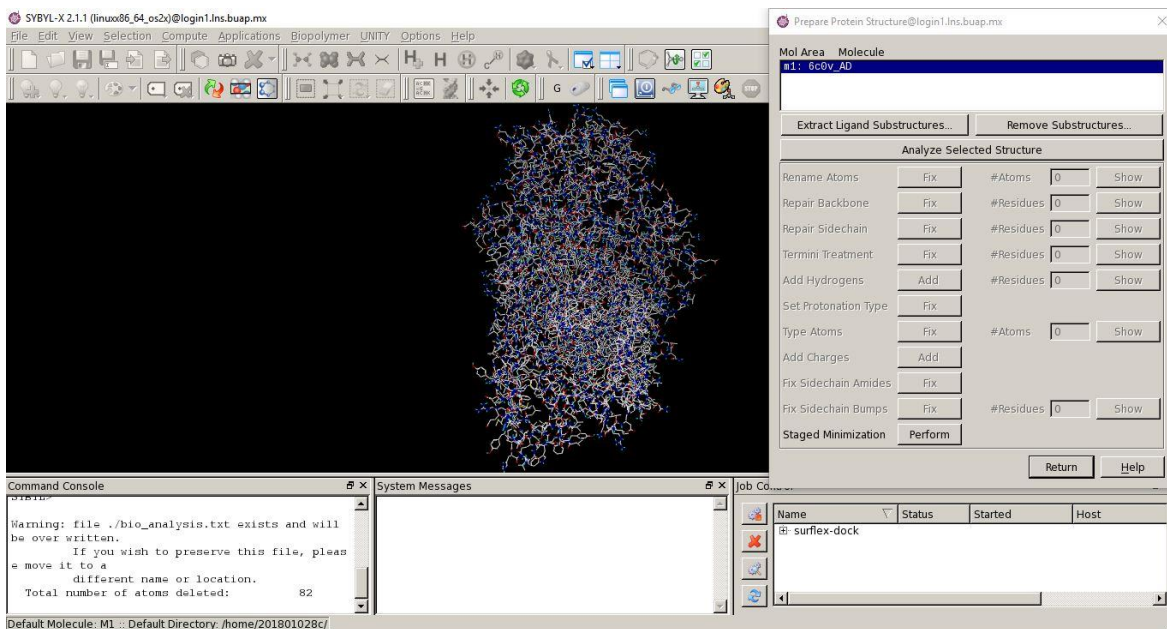 SYBYL-X 2.1.1 (linuxx86_64_os2x)@login1.lns.buap.mx
File Edit View Selection Compute Applications Biopolymer UNITY Options Help
Prepare Protein Structure@login1.lns.buap.mx
Mol Area Molecule
m1: 6c0v_AD
Extract Ligand Substructures... Remove Substructures...
Analyze Selected Structure
Rename Atoms Fix #Atoms 0 Show
Repair Backbone Fix #Residues 0 Show
Repair Sidechain Fix #Residues 0 Show
Termini Treatment Fix #Residues 0 Show
Add Hydrogens Add #Residues 0 Show
Set Protonation Type Fix
Type Atoms Fix #Atoms 0 Show
Add Charges Add
Fix Sidechain Amides Fix
Fix Sidechain Bumps Fix #Residues 0 Show
Staged Minimization Perform
Return Help
Command Console
Warning: file ./bio_analysis.txt exists and will
be over written.
If you wish to preserve this file, pleas
e move it to a
different name or location.
Total number of atoms deleted: 82
System Messages
Name Status Started Host
surflex-dock
Default Molecule: M1 :: Default Directory: /home/201801028c/